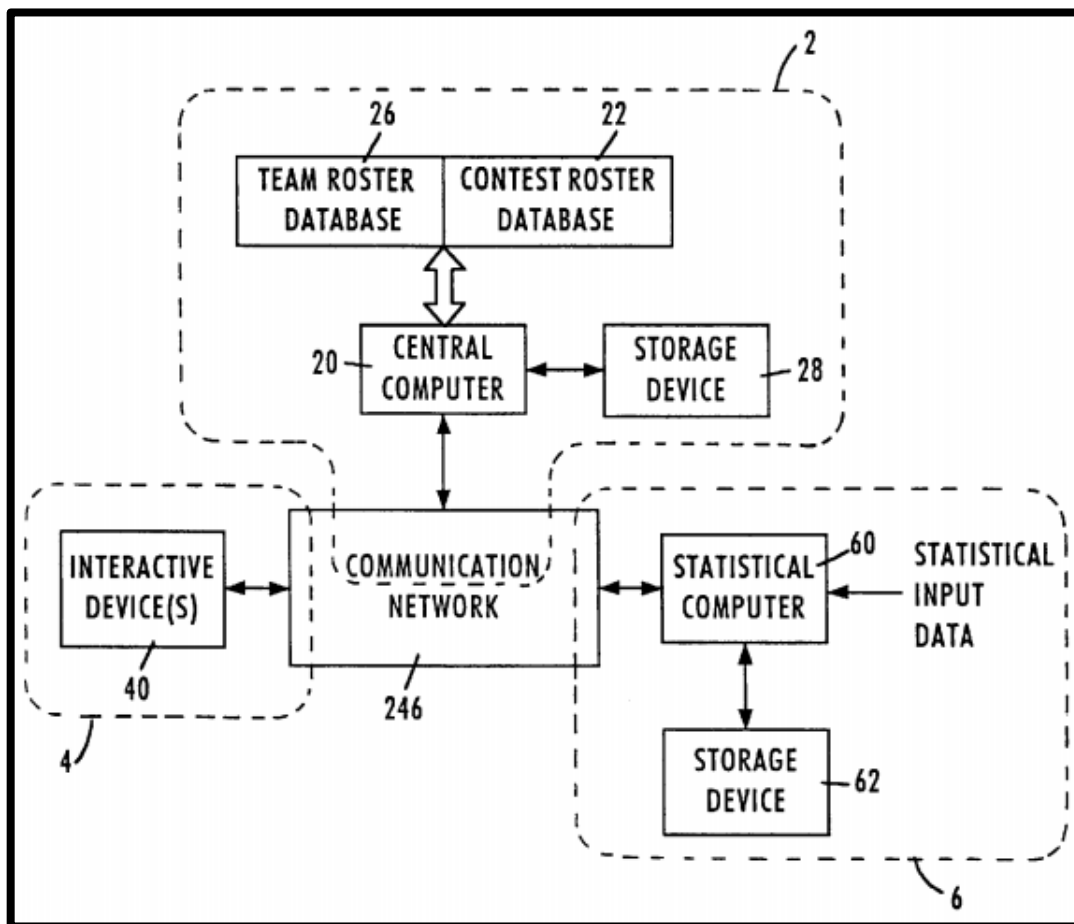 2
26
22
TEAM ROSTER
DATABASE
CONTEST ROSTER
DATABASE
20
CENTRAL
COMPUTER
STORAGE
DEVICE
28
INTERACTIVE
DEVICE(S)
40
4
COMMUNICATION
NETWORK
246
60
STATISTICAL
COMPUTER
STATISTICAL
INPUT
DATA
STORAGE
DEVICE
62
6